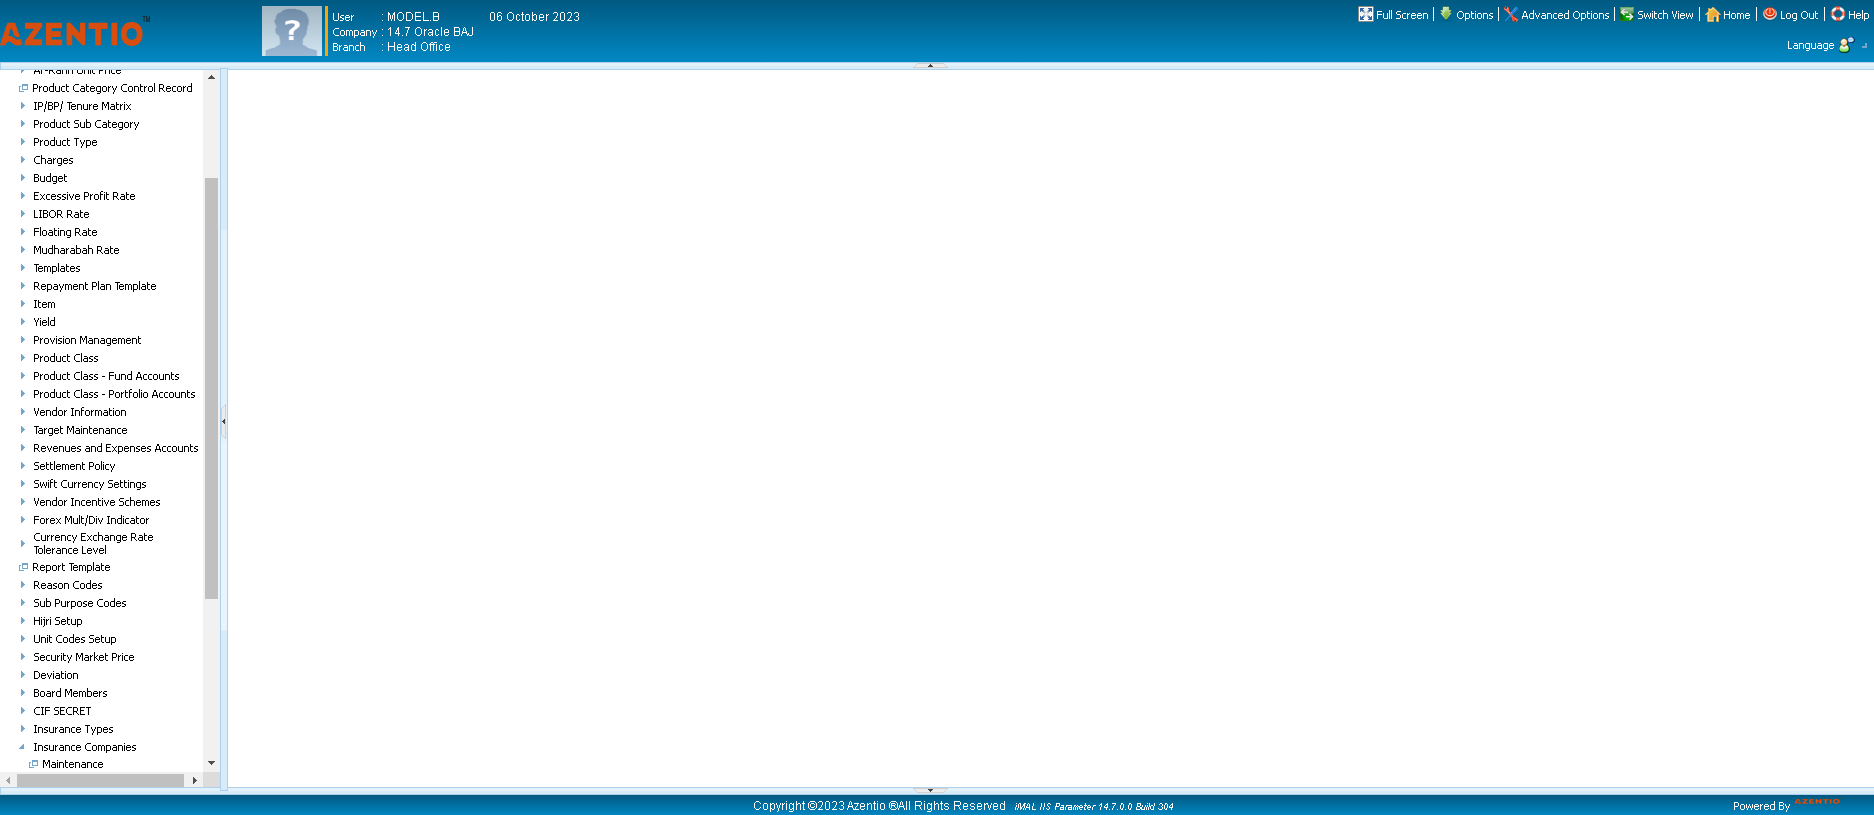 AZENTIO™
User : MODEL.B 06 October 2023
Company : 14.7 Oracle BAJ
Branch : Head Office
Full Screen | Options | Advanced Options | Switch View | Home | Log Out | Help
Language
Ar-Rahn Unit Price
Product Category Control Record
IP/BP/ Tenure Matrix
Product Sub Category
Product Type
Charges
Budget
Excessive Profit Rate
LIBOR Rate
Floating Rate
Mudharabah Rate
Templates
Repayment Plan Template
Item
Yield
Provision Management
Product Class
Product Class - Fund Accounts
Product Class - Portfolio Accounts
Vendor Information
Target Maintenance
Revenues and Expenses Accounts
Settlement Policy
Swift Currency Settings
Vendor Incentive Schemes
Forex Mult/Div Indicator
Currency Exchange Rate
Tolerance Level
Report Template
Reason Codes
Sub Purpose Codes
Hijri Setup
Unit Codes Setup
Security Market Price
Deviation
Board Members
CIF SECRET
Insurance Types
Insurance Companies
Maintenance
Copyright ©2023 Azentio ®All Rights Reserved iMAL IIS Parameter 14.7.0.0 Build 304
Powered By AZENTIO